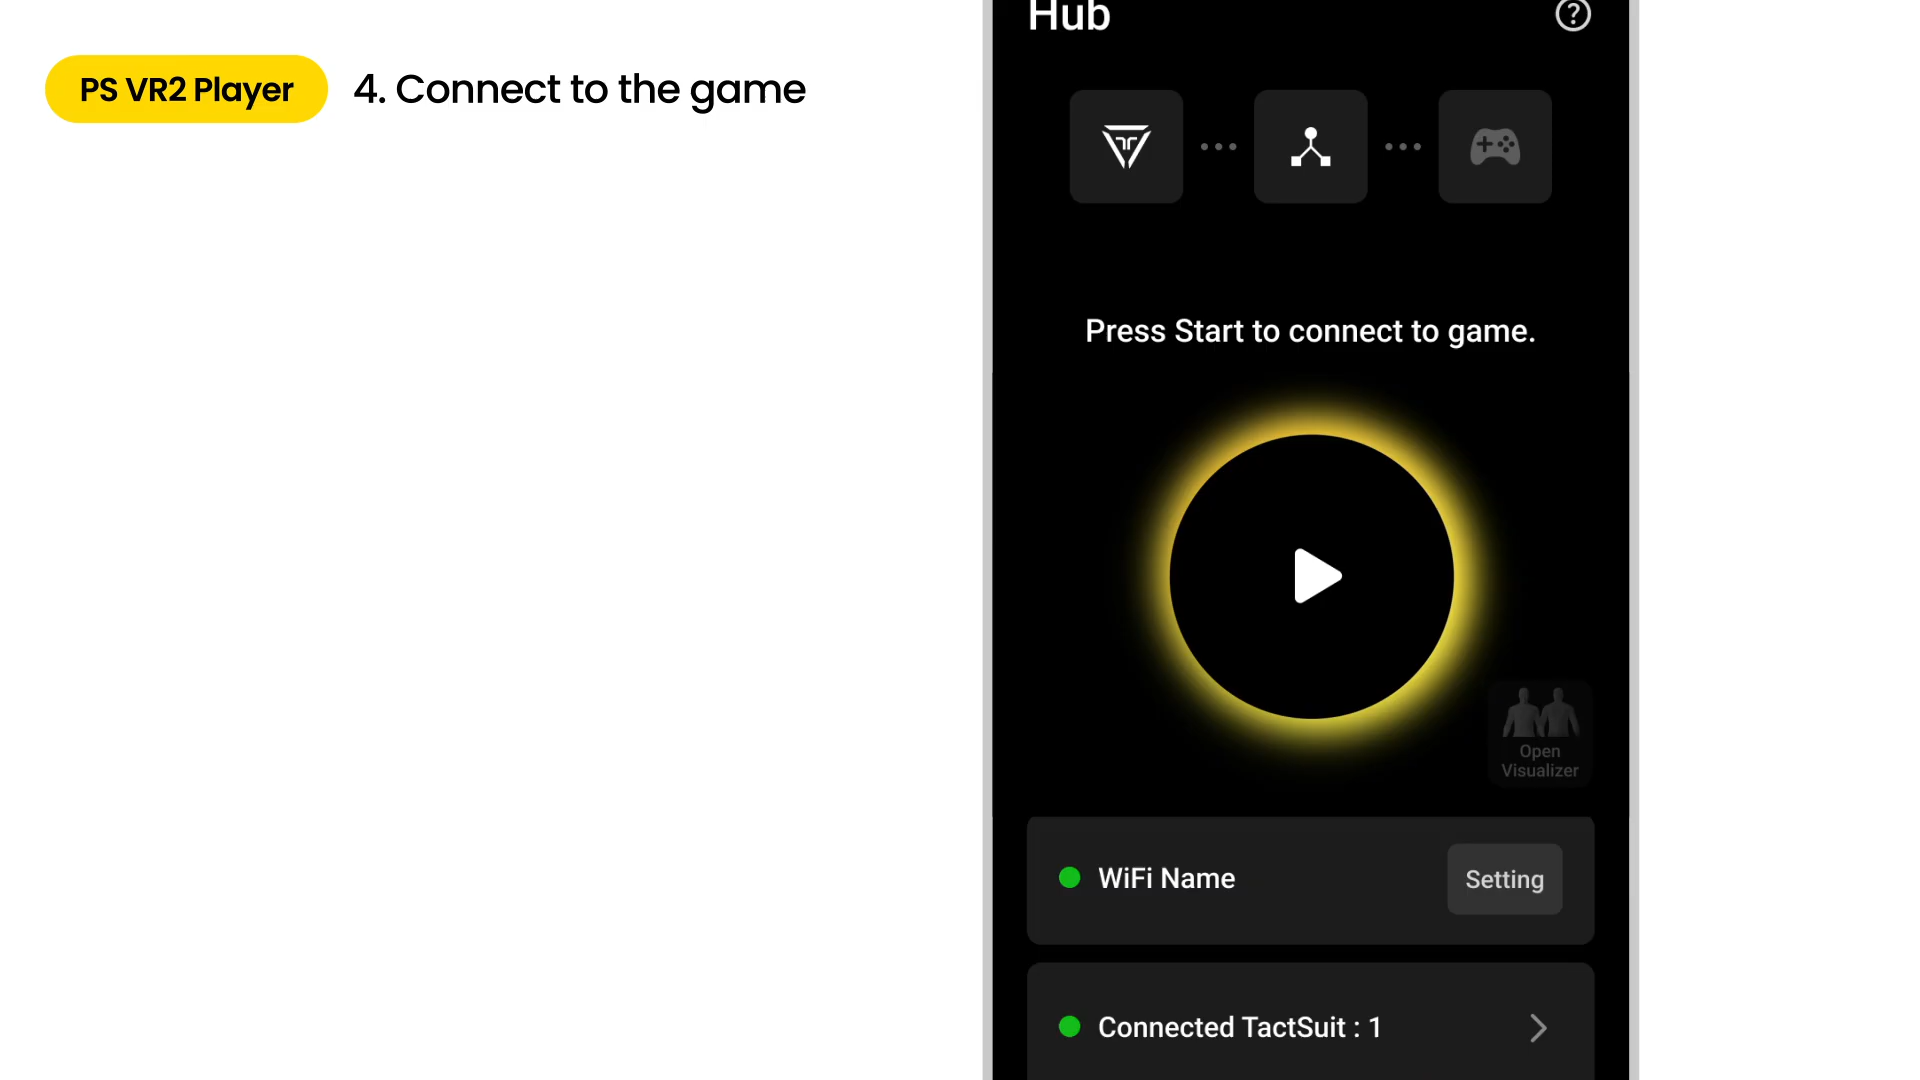 PS VR2 Player
4. Connect to the game
Hub
Press Start to connect to game.
Open
Visualizer
WiFi Name
Setting
Connected TactSuit : 1